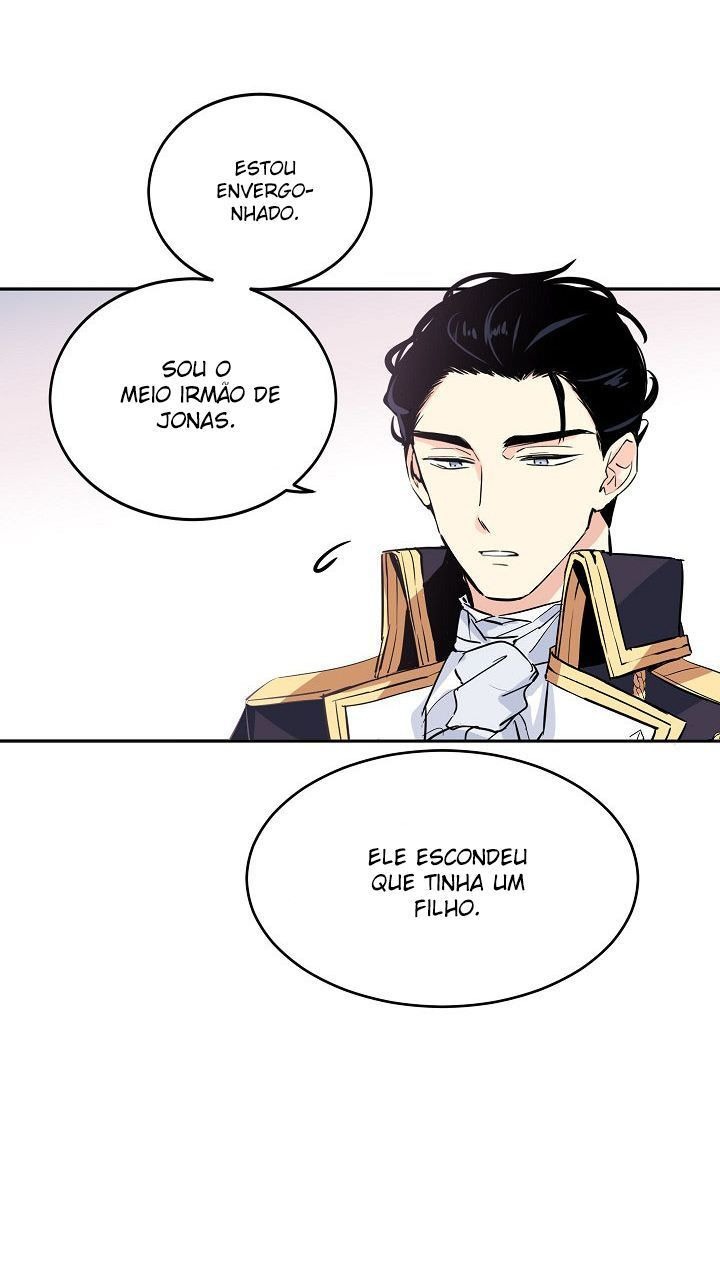 ESTOU
ENVERGO-
NHADO.
SOU O
MEIO IRMÃO DE
JONAS.
ELE ESCONDEU
QUE TINHA UM
FILHO.